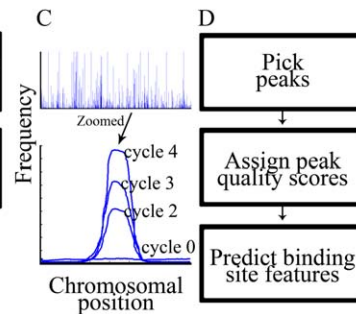 C
D
Frequency
Zoomed
cycle 4
cycle 3
cycle 2
cycle 0
Chromosomal
position
Pick
peaks
Assign peak
quality scores
Predict binding
site features